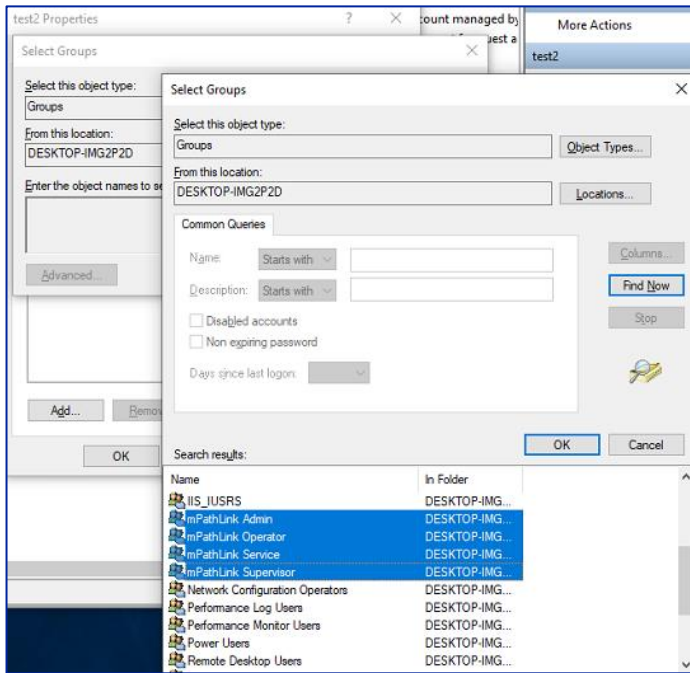 test2 Properties ?
count managed by
More Actions
test2
Select Groups
Select this object type:
Groups
From this location:
DESKTOP-IMG2P2D
Enter the object names to se
Advanced...
Add...
Remov
OK
Select Groups
Select this object type:
Groups
Object Types...
From this location:
DESKTOP-IMG2P2D
Locations...
Common Queries
Name: Starts with
Description: Starts with
Disabled accounts
Non expiring password
Days since last logon:
Columns...
Find Now
Stop
OK
Cancel
Search results:
Name In Folder
IIS_IUSRS DESKTOP-IMG...
mPathLink Admin DESKTOP-IMG...
mPathLink Operator DESKTOP-IMG...
mPathLink Service DESKTOP-IMG...
mPathLink Supervisor DESKTOP-IMG...
Network Configuration Operators DESKTOP-IMG...
Performance Log Users DESKTOP-IMG...
Performance Monitor Users DESKTOP-IMG...
Power Users DESKTOP-IMG...
Remote Desktop Users DESKTOP-IMG...